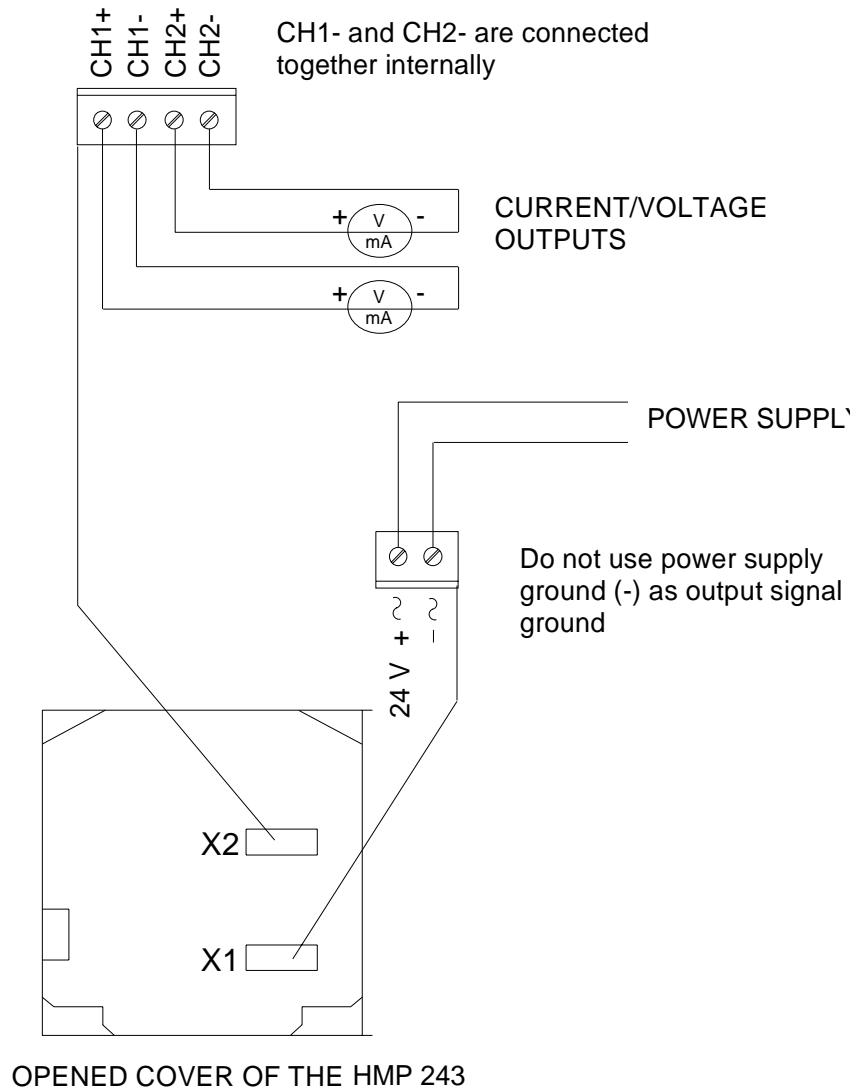 CH1+
CH1-
CH2+
CH2-
CH1- and CH2- are connected
together internally
+ V -
mA
CURRENT/VOLTAGE
OUTPUTS
+ V -
mA
POWER SUPPLY
Do not use power supply
ground (-) as output signal
ground
24 V + ~
- ~
X2
X1
OPENED COVER OF THE HMP 243